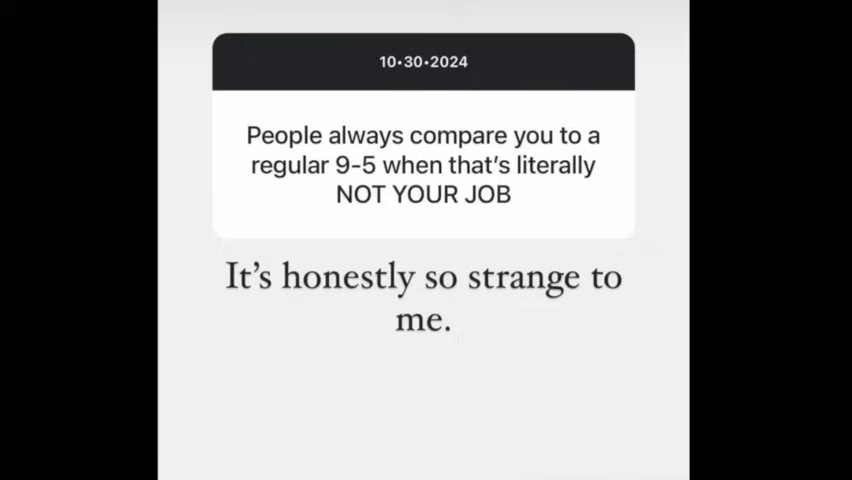 10•30•2024
People always compare you to a
regular 9-5 when that’s literally
NOT YOUR JOB
It’s honestly so strange to
me.